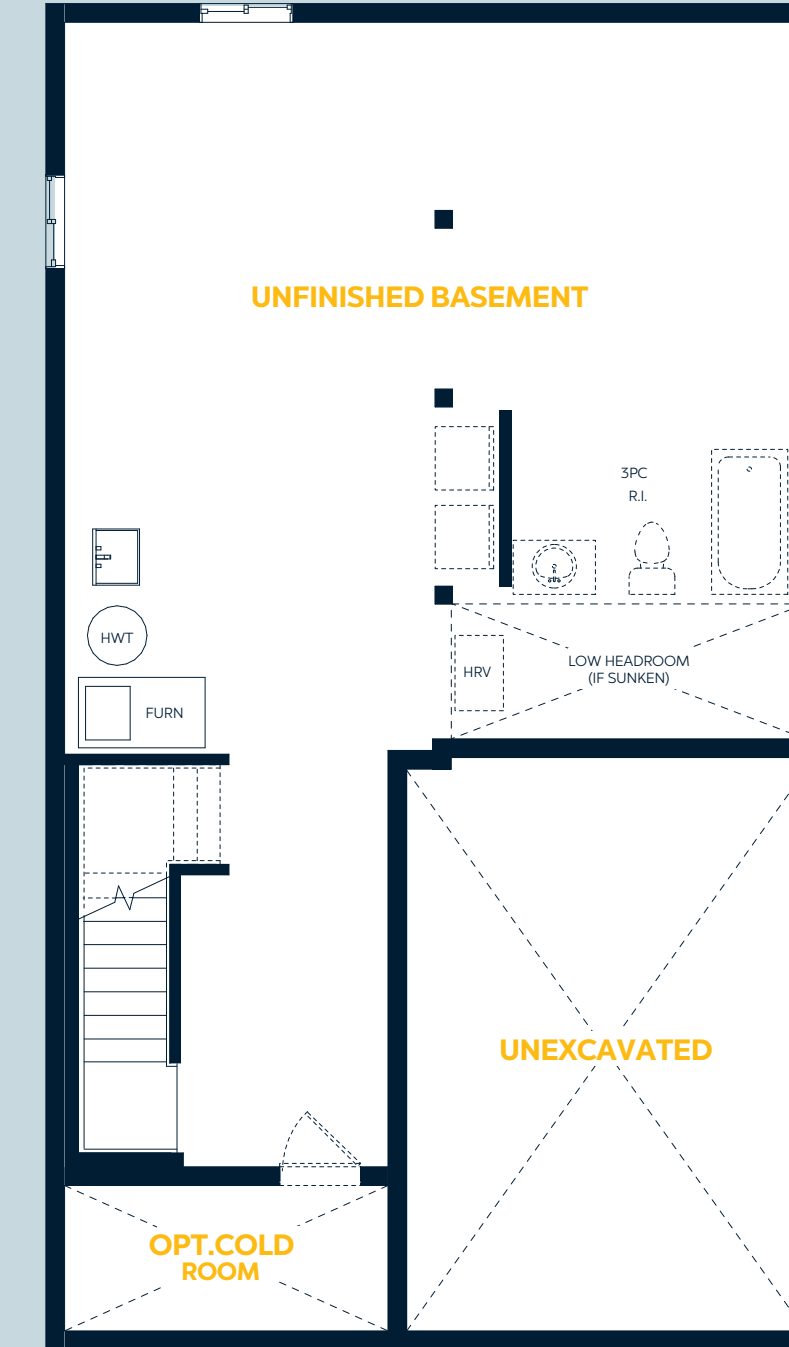 UNFINISHED BASEMENT
3PC
R.I.
HWT
LOW HEADROOM
(IF SUNKEN)
HRV
FURN
UNEXCAVATED
OPT.COLD
ROOM